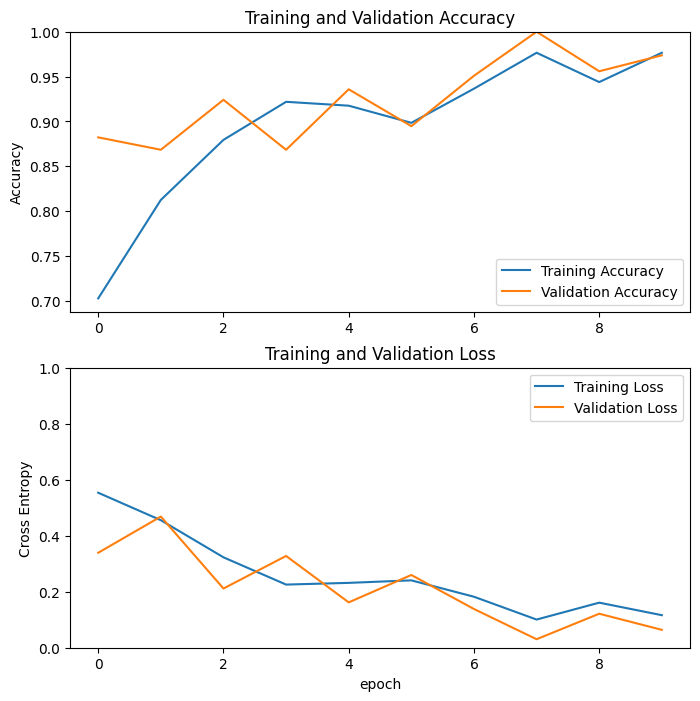 Training and Validation Accuracy
1.00
0.95
0.90
0.85
0.80
0.75
0.70
Accuracy
Training Accuracy
Validation Accuracy
0 2 4 6 8
Training and Validation Loss
1.0
0.8
0.6
0.4
0.2
0.0
Cross Entropy
Training Loss
Validation Loss
0 2 4 6 8
epoch